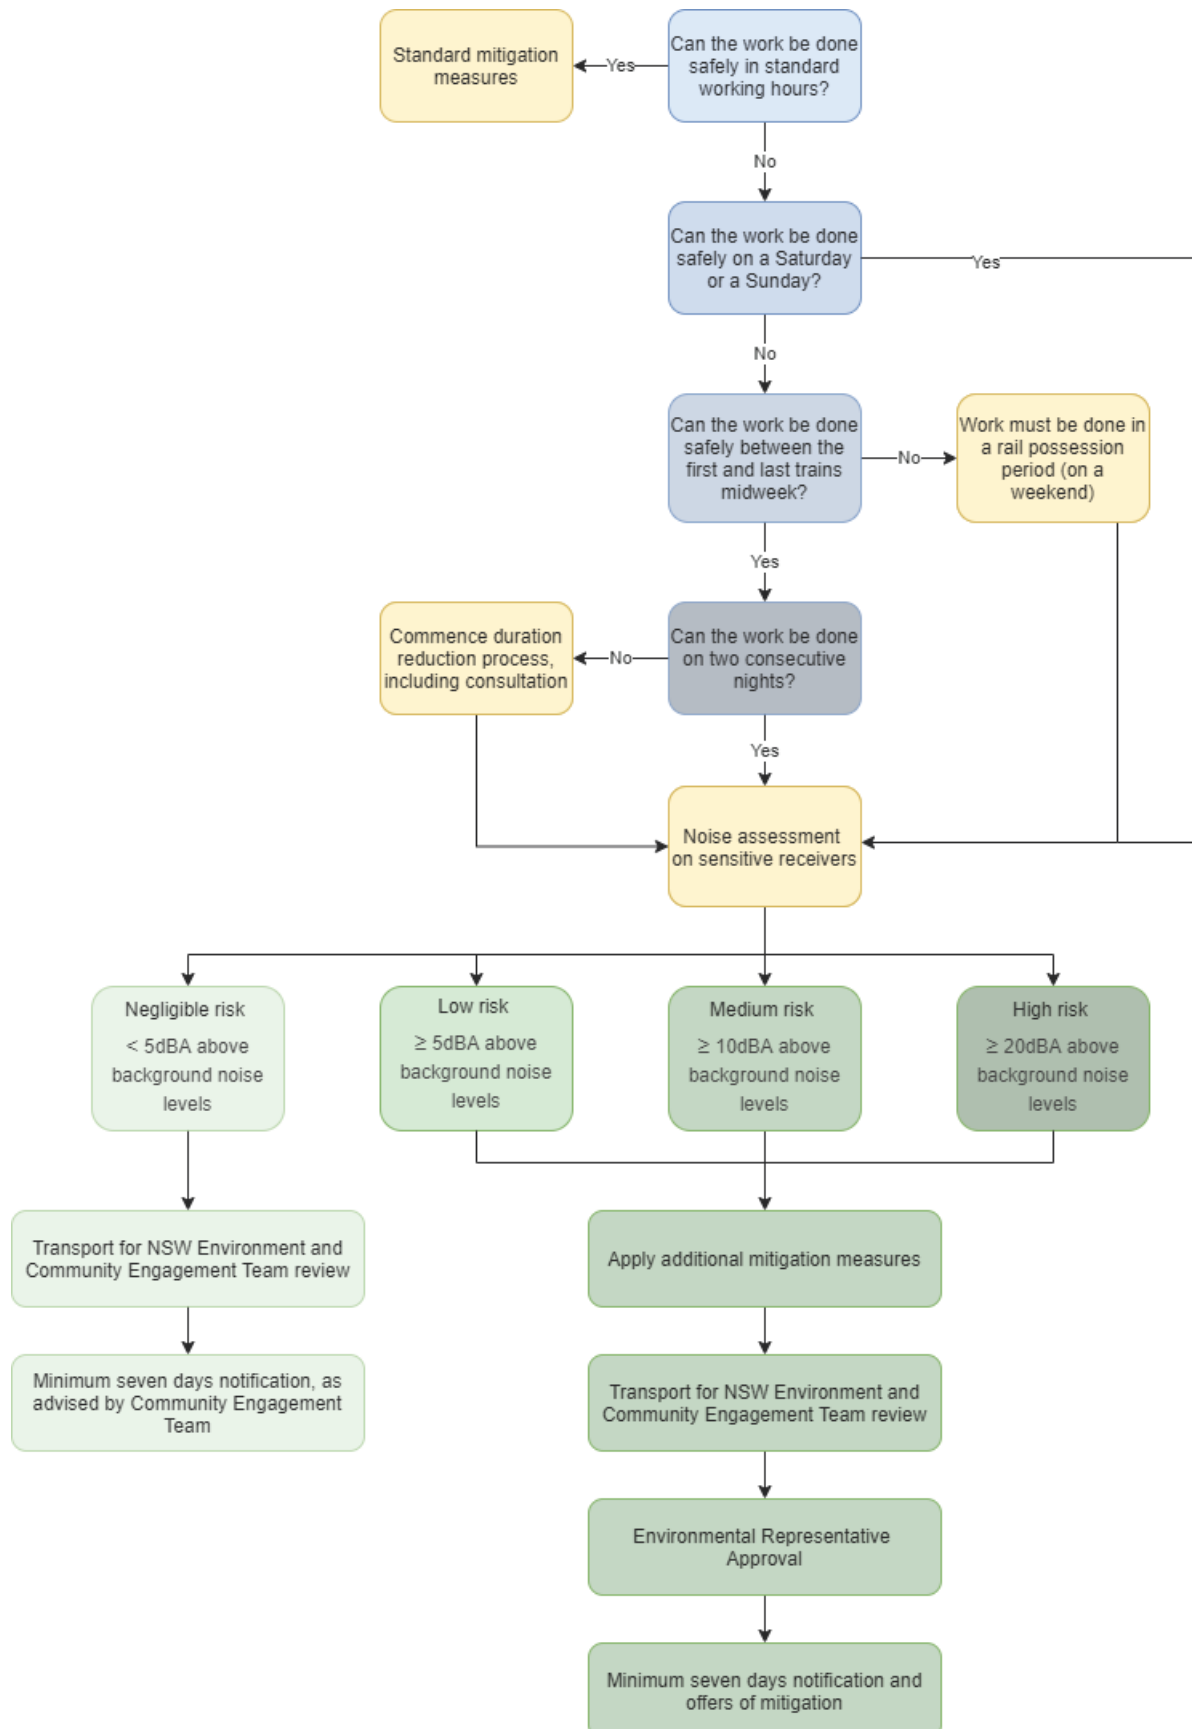 Standard mitigation
measures
Yes
Can the work be done
safely in standard
working hours?
No
Can the work be done
safely on a Saturday
or a Sunday?
Yes
No
Can the work be done
safely between the
first and last trains
midweek?
No
Work must be done in
a rail possession
period (on a
weekend)
Yes
Commence duration
reduction process,
including consultation
No
Can the work be done
on two consecutive
nights?
Yes
Noise assessment
on sensitive receivers
Negligible risk
< 5dBA above
background noise
levels
Low risk
≥ 5dBA above
background noise
levels
Medium risk
≥ 10dBA above
background noise
levels
High risk
≥ 20dBA above
background noise
levels
Transport for NSW Environment and
Community Engagement Team review
Apply additional mitigation measures
Minimum seven days notification, as
advised by Community Engagement
Team
Transport for NSW Environment and
Community Engagement Team review
Environmental Representative
Approval
Minimum seven days notification and
offers of mitigation